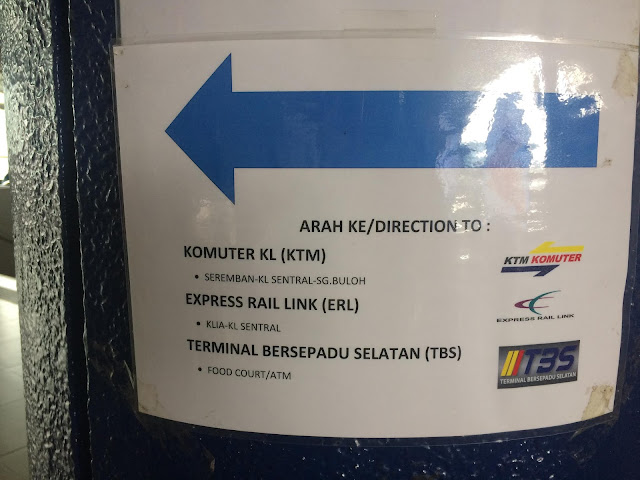 ARAH KE/DIRECTION TO :
KOMUTER KL (KTM)
• SEREMBAN-KL SENTRAL-SG.BULOH
KTM KOMUTER
EXPRESS RAIL LINK (ERL)
• KLIA-KL SENTRAL
EXPRESS RAIL LINK
TERMINAL BERSEPADU SELATAN (TBS)
• FOOD COURT/ATM
TBS
TERMINAL BERSEPADU SELATAN